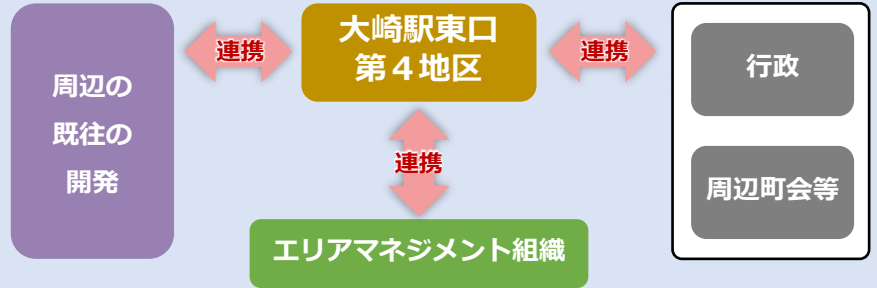 周辺の
既往の
開発
連携
大崎駅東口
第４地区
連携
行政
周辺町会等
連携
エリアマネジメント組織